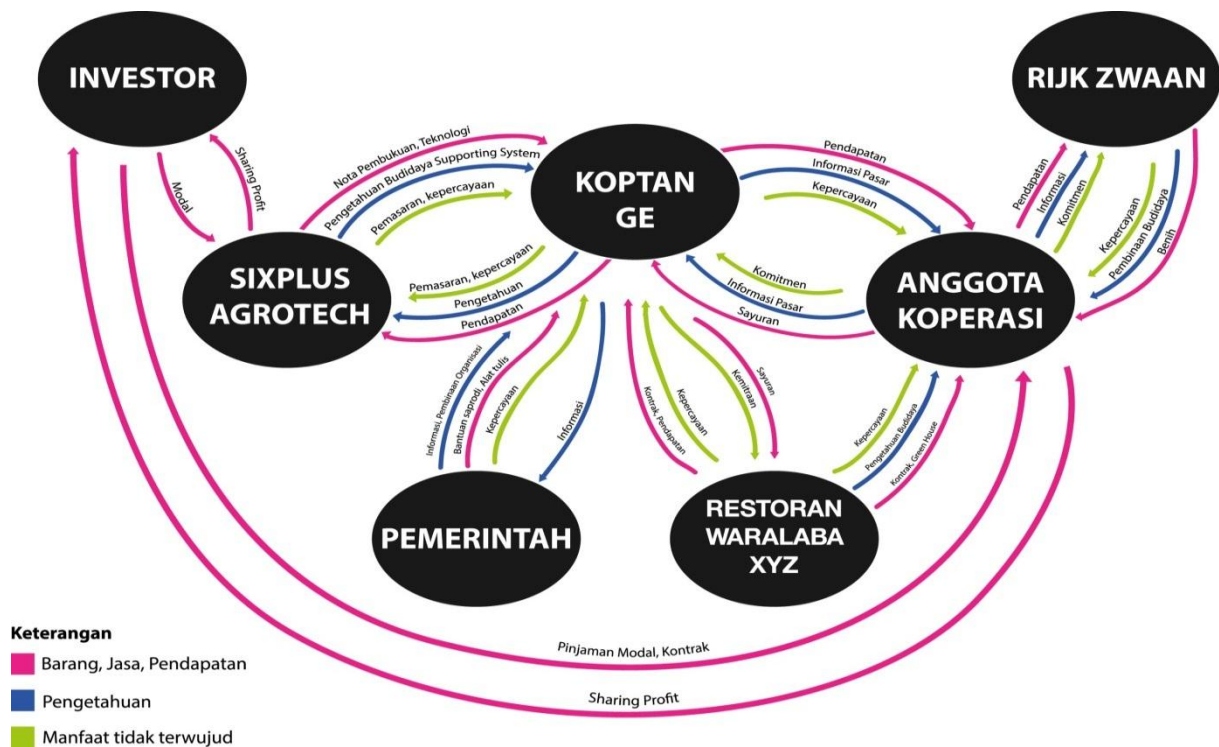 INVESTOR
RIJK ZWAAN
KOPTAN
GE
SIXPLUS
AGROTECH
ANGGOTA
KOPERASI
PEMERINTAH
RESTORAN
WARALABA
XYZ
Modal
Sharing Profit
Nota Pembukuan, Teknologi
Pengetahuan Budidaya Supporting System
Pemasaran, kepercayaan
Pemasaran, kepercayaan
Pengetahuan
Pendapatan
Pendapatan
Informasi Pasar
Kepercayaan
Komitmen
Informasi Pasar
Sayuran
Pendapatan
Informasi
Komitmen
Kepercayaan
Pembinaan Budidaya
Benih
Informasi, Pembinaan Organisasi
Bantuan saprodi, Alat tulis
Kepercayaan
Informasi
Kontrak, Pendapatan
Kepercayaan
Kemitraan
Sayuran
Kepercayaan
Pengetahuan Budidaya
Kontrak, Green House
Pinjaman Modal, Kontrak
Sharing Profit
Keterangan
Barang, Jasa, Pendapatan
Pengetahuan
Manfaat tidak terwujud